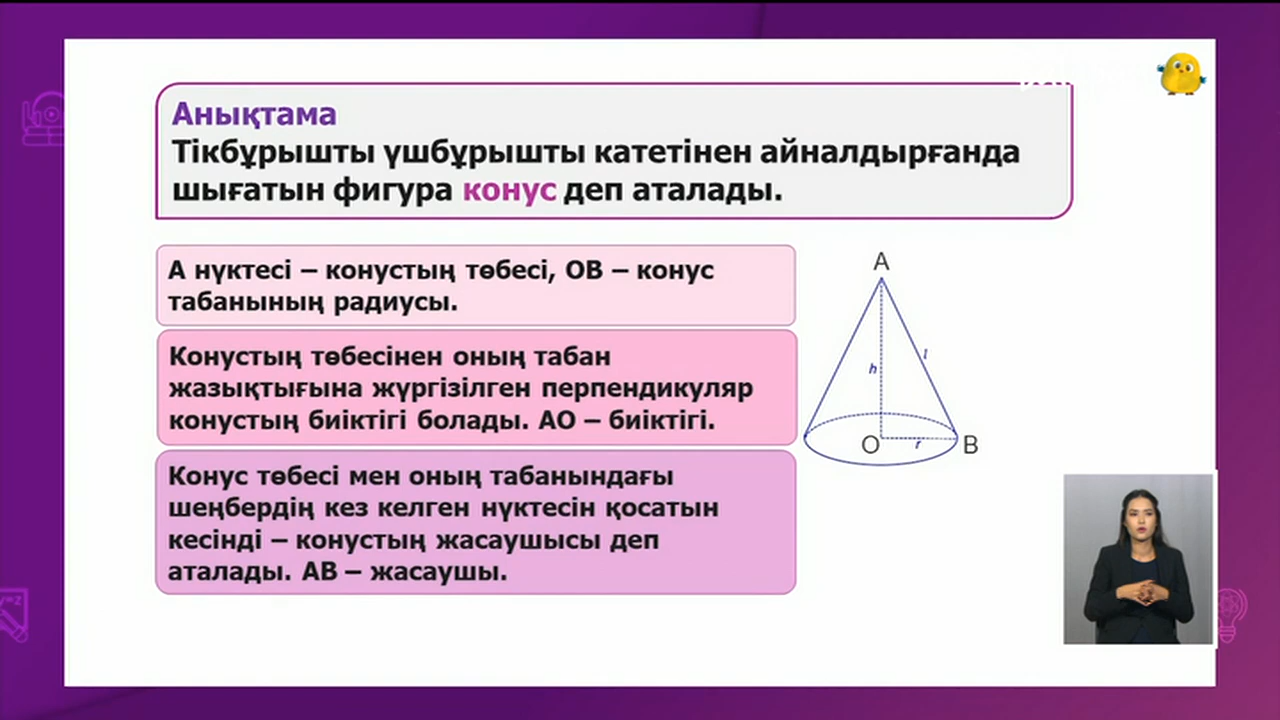 Анықтама
Тікбұрышты үшбұрышты катетінен айналдырғанда
шығатын фигура конус деп аталады.
А нүктесі – конустың төбесі, ОВ – конус
табанының радиусы.
Конустың төбесінен оның табан
жазықтығына жүргізілген перпендикуляр
конустың биіктігі болады. АО – биіктігі.
Конус төбесі мен оның табанындағы
шеңбердің кез келген нүктесін қосатын
кесінді – конустың жасаушысы деп
аталады. АВ – жасаушы.
A
l
h
O
r
B